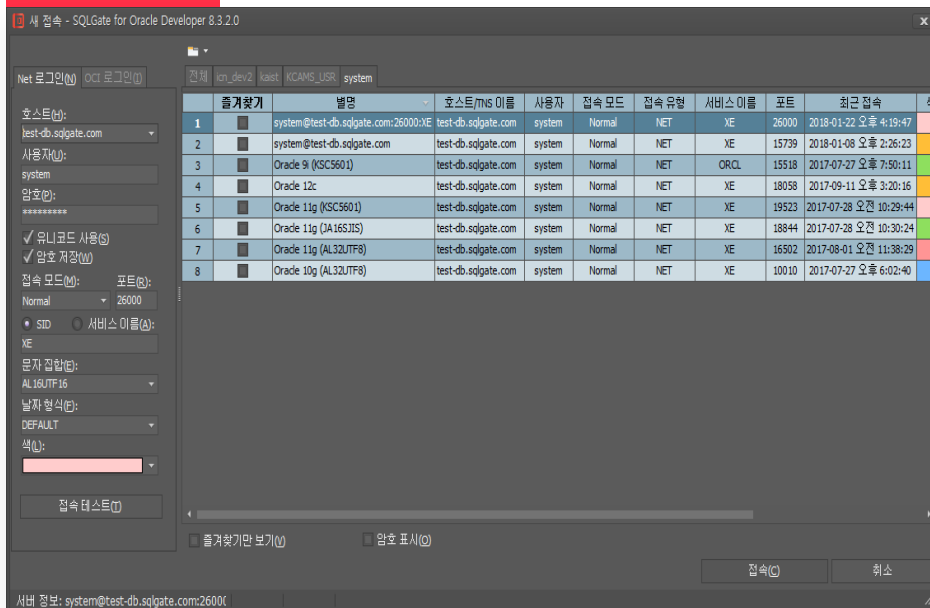 새 접속 - SQLGate for Oracle Developer 8.3.2.0
Net 로그인(N) OCI 로그인(I)
전체 icn_dev2 kaist KCAMS_USR system
호스트(H):
test-db.sqlgate.com
사용자(U):
system
암호(P):
*********
유니코드 사용(S)
암호 저장(W)
접속 모드(M): 포트(R):
Normal 26000
SID 서비스 이름(A):
XE
문자 집합(E):
AL16UTF16
날짜 형식(F):
DEFAULT
색(L):
접속 테스트(T)
즐겨찾기 별명 호스트/TNS 이름 사용자 접속 모드 접속 유형 서비스 이름 포트 최근 접속
1 system@test-db.sqlgate.com:26000:XE test-db.sqlgate.com system Normal NET XE 26000 2018-01-22 오후 4:19:47
2 system@test-db.sqlgate.com test-db.sqlgate.com system Normal NET XE 15739 2018-01-08 오후 2:26:23
3 Oracle 9i (KSC5601) test-db.sqlgate.com system Normal NET ORCL 15518 2017-07-27 오후 7:50:11
4 Oracle 12c test-db.sqlgate.com system Normal NET XE 18058 2017-09-11 오후 3:20:16
5 Oracle 11g (KSC5601) test-db.sqlgate.com system Normal NET XE 19523 2017-07-28 오전 10:29:44
6 Oracle 11g (JA16SJIS) test-db.sqlgate.com system Normal NET XE 18844 2017-07-28 오전 10:30:24
7 Oracle 11g (AL32UTF8) test-db.sqlgate.com system Normal NET XE 16502 2017-08-01 오전 11:38:29
8 Oracle 10g (AL32UTF8) test-db.sqlgate.com system Normal NET XE 10010 2017-07-27 오후 6:02:40
즐겨찾기만 보기(V) 암호 표시(O)
접속(C) 취소
서버 정보: system@test-db.sqlgate.com:2600